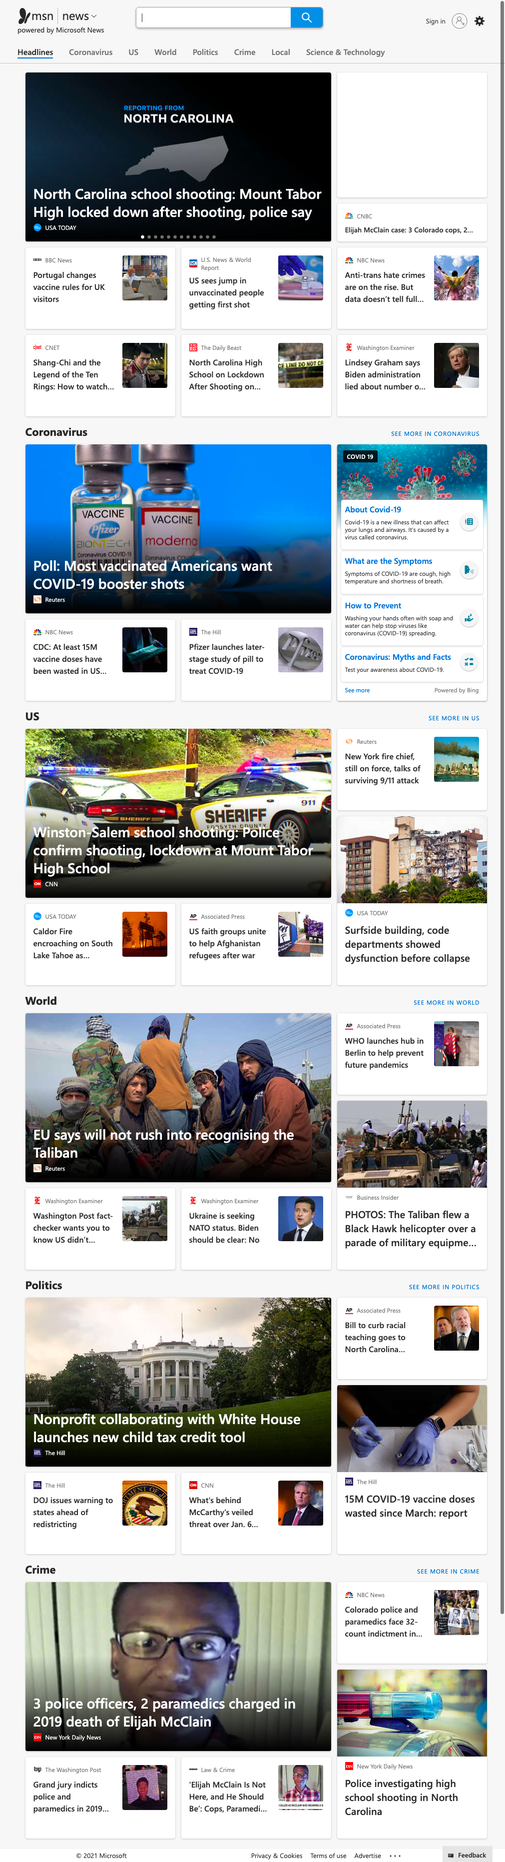 msn | news
powered by Microsoft News
Sign in
Headlines Coronavirus US World Politics Crime Local Science & Technology
REPORTING FROM
NORTH CAROLINA
North Carolina school shooting: Mount Tabor
High locked down after shooting, police say
USA TODAY
CNBC
Elijah McClain case: 3 Colorado cops, 2...
BBC News
Portugal changes
vaccine rules for UK
visitors
U.S. News & World
Report
US sees jump in
unvaccinated people
getting first shot
NBC News
Anti-trans hate crimes
are on the rise. But
data doesn't tell full...
CNET
Shang-Chi and the
Legend of the Ten
Rings: How to watch...
The Daily Beast
North Carolina High
School on Lockdown
After Shooting on...
Washington Examiner
Lindsey Graham says
Biden administration
lied about number o...
Coronavirus
SEE MORE IN CORONAVIRUS
VACCINE
Pfizer
BIONTECH
VACCINE
moderna
Poll: Most vaccinated Americans want
COVID-19 booster shots
Reuters
COVID 19
About Covid-19
Covid-19 is a new illness that can affect
your lungs and airways. It's caused by a
virus called coronavirus.
What are the Symptoms
Symptoms of COVID-19 are cough, high
temperature and shortness of breath.
How to Prevent
Washing your hands often with soap and
water can help stop viruses like
coronavirus (COVID-19) spreading.
Coronavirus: Myths and Facts
Test your awareness about COVID-19.
See more
Powered by Bing
NBC News
CDC: At least 15M
vaccine doses have
been wasted in US...
The Hill
Pfizer launches later-
stage study of pill to
treat COVID-19
US
SEE MORE IN US
911
SHERIFF
Winston-Salem school shooting: Police
confirm shooting, lockdown at Mount Tabor
High School
CNN
Reuters
New York fire chief,
still on force, talks of
surviving 9/11 attack
USA TODAY
Surfside building, code
departments showed
dysfunction before collapse
USA TODAY
Caldor Fire
encroaching on South
Lake Tahoe as...
Associated Press
US faith groups unite
to help Afghanistan
refugees after war
World
SEE MORE IN WORLD
EU says will not rush into recognising the
Taliban
Reuters
Associated Press
WHO launches hub in
Berlin to help prevent
future pandemics
Business Insider
PHOTOS: The Taliban flew a
Black Hawk helicopter over a
parade of military equipme...
Washington Examiner
Washington Post fact-
checker wants you to
know US didn't...
Washington Examiner
Ukraine is seeking
NATO status. Biden
should be clear: No
Politics
SEE MORE IN POLITICS
Nonprofit collaborating with White House
launches new child tax credit tool
The Hill
Associated Press
Bill to curb racial
teaching goes to
North Carolina...
The Hill
15M COVID-19 vaccine doses
wasted since March: report
The Hill
DOJ issues warning to
states ahead of
redistricting
CNN
What's behind
McCarthy's veiled
threat over Jan. 6...
Crime
SEE MORE IN CRIME
3 police officers, 2 paramedics charged in
2019 death of Elijah McClain
New York Daily News
NBC News
Colorado police and
paramedics face 32-
count indictment in...
New York Daily News
Police investigating high
school shooting in North
Carolina
The Washington Post
Grand jury indicts
police and
paramedics in 2019...
Law & Crime
'Elijah McClain Is Not
Here, and He Should
Be': Cops, Paramedi...
© 2021 Microsoft
Privacy & Cookies Terms of use Advertise ...
Feedback